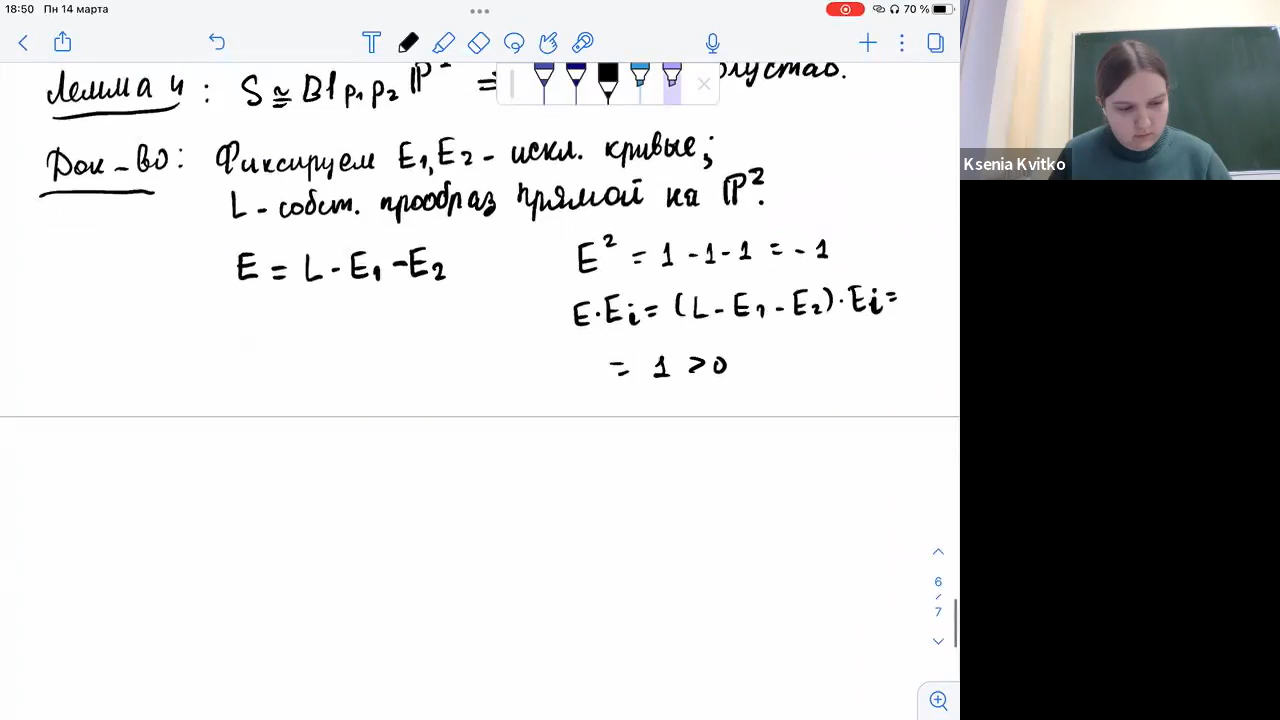 18:50 Пн 14 марта
70 %
Лемма 4 : S ≅ Bl p₁ p₂ ℙ² ⇒
Док-во: Фиксируем E₁, E₂ - искл. кривые;
L - собст. прообраз прямой на ℙ².
E = L - E₁ - E₂
E² = 1 - 1 - 1 = - 1
E · Eᵢ = (L - E₁ - E₂) · Eᵢ =
= 1 > 0
Ksenia Kvitko
6 / 7